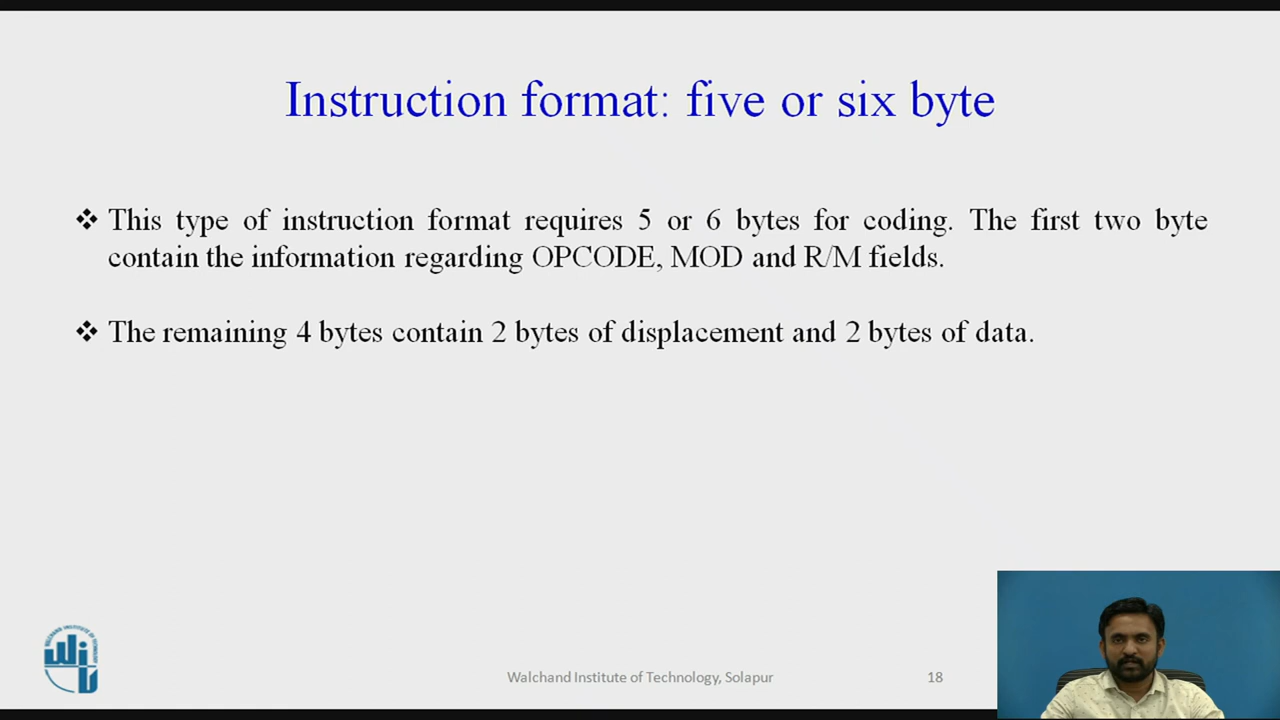 Instruction format: five or six byte
❖ This type of instruction format requires 5 or 6 bytes for coding. The first two byte
contain the information regarding OPCODE, MOD and R/M fields.
❖ The remaining 4 bytes contain 2 bytes of displacement and 2 bytes of data.
Walchand Institute of Technology, Solapur
18